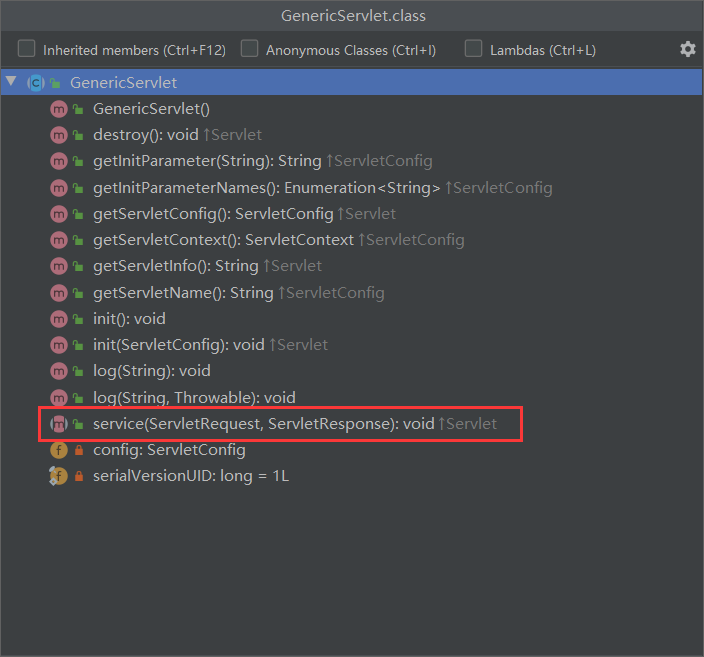 GenericServlet.class
Inherited members (Ctrl+F12) Anonymous Classes (Ctrl+I) Lambdas (Ctrl+L)
C GenericServlet
m GenericServlet()
m destroy(): void ↑Servlet
m getInitParameter(String): String ↑ServletConfig
m getInitParameterNames(): Enumeration<String> ↑ServletConfig
m getServletConfig(): ServletConfig ↑Servlet
m getServletContext(): ServletContext ↑ServletConfig
m getServletInfo(): String ↑Servlet
m getServletName(): String ↑ServletConfig
m init(): void
m init(ServletConfig): void ↑Servlet
m log(String): void
m log(String, Throwable): void
m service(ServletRequest, ServletResponse): void ↑Servlet
f config: ServletConfig
f serialVersionUID: long = 1L